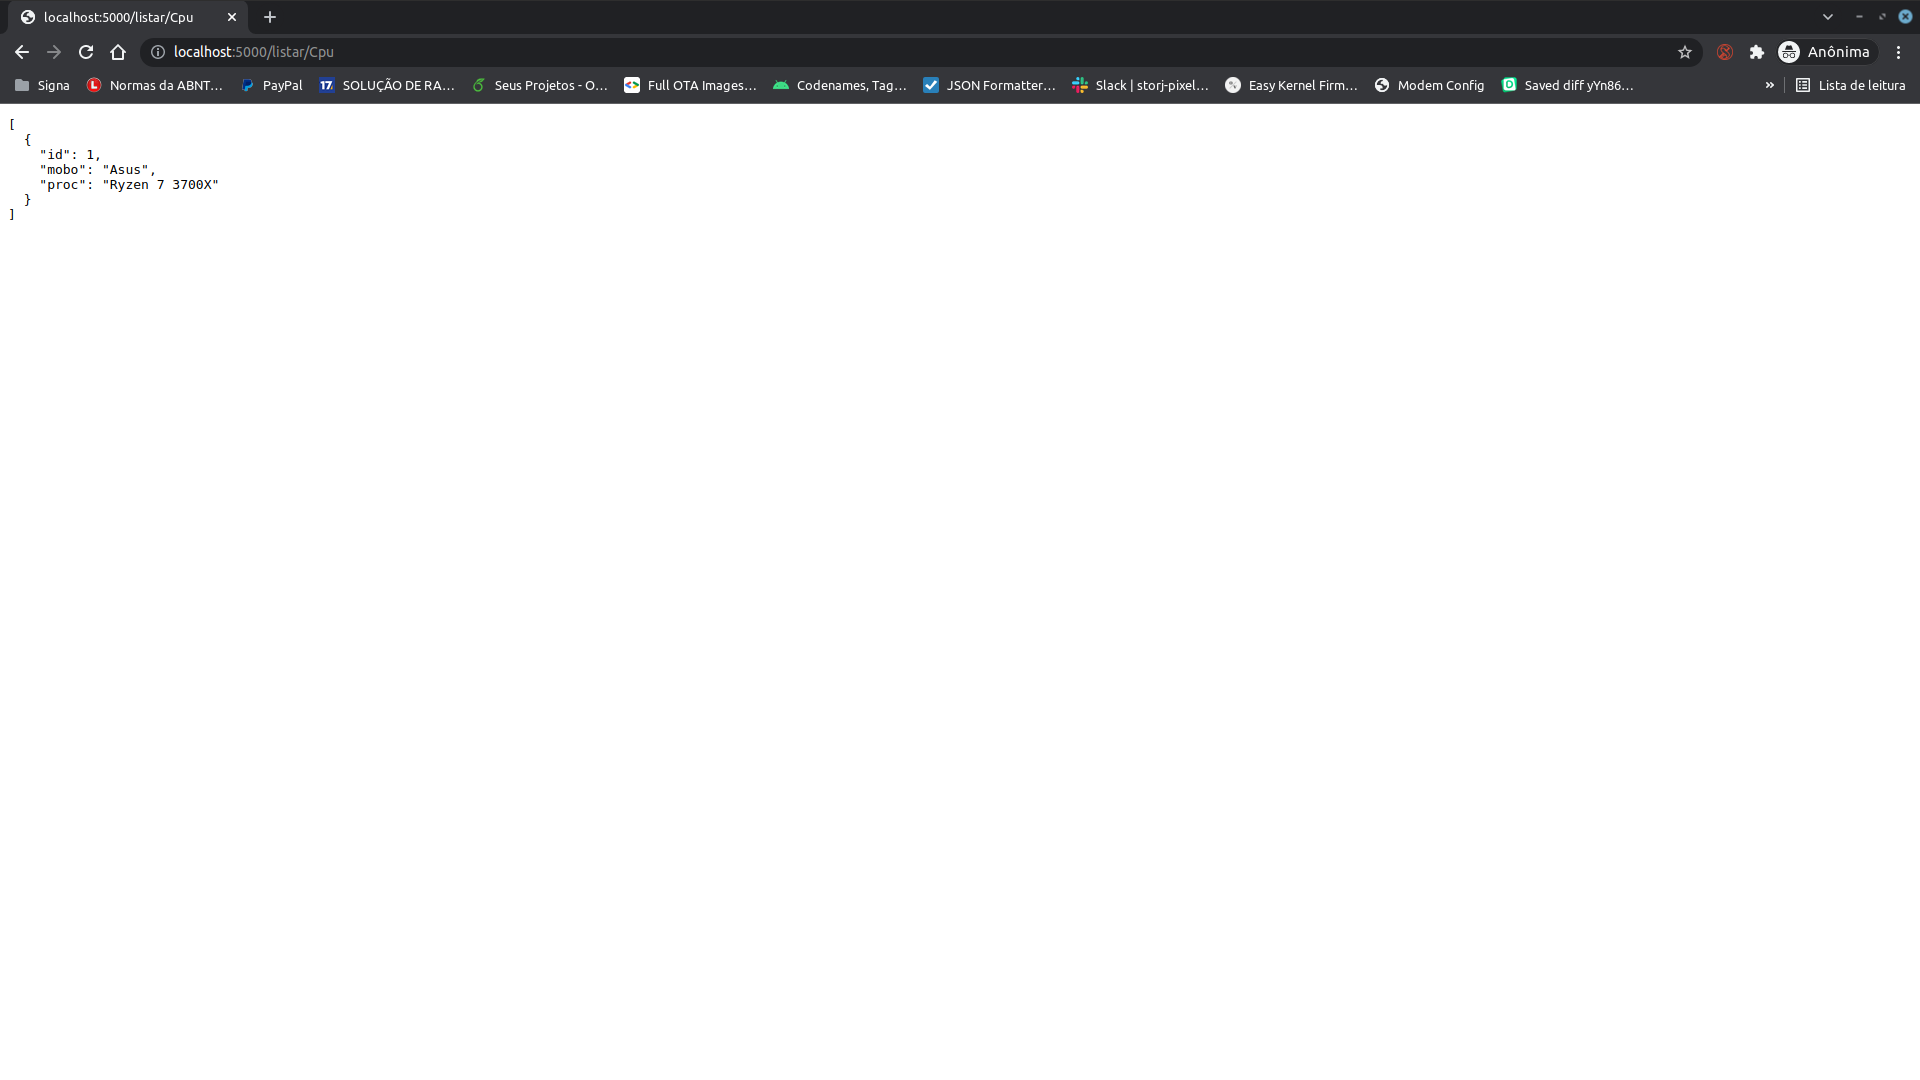 localhost:5000/listar/Cpu
localhost:5000/listar/Cpu
Anônima
Signa
Normas da ABNT...
PayPal
17
SOLUÇÃO DE RA...
Seus Projetos - O...
Full OTA Images...
Codenames, Tag...
JSON Formatter...
Slack | storj-pixel...
Easy Kernel Firm...
Modem Config
Saved diff yYn86...
»
Lista de leitura
[
{
"id": 1,
"mobo": "Asus",
"proc": "Ryzen 7 3700X"
}
]